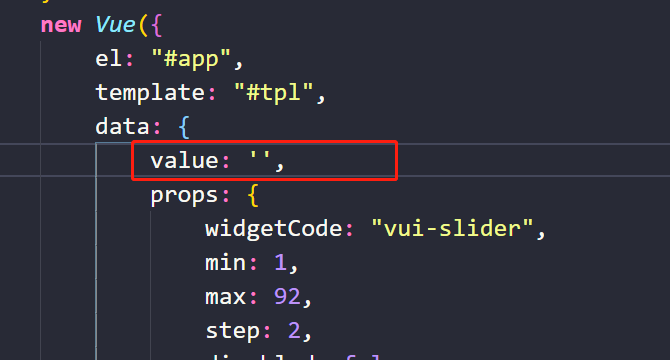 new Vue({
el: "#app",
template: "#tpl",
data: {
value: '',
props: {
widgetCode: "vui-slider",
min: 1,
max: 92,
step: 2,